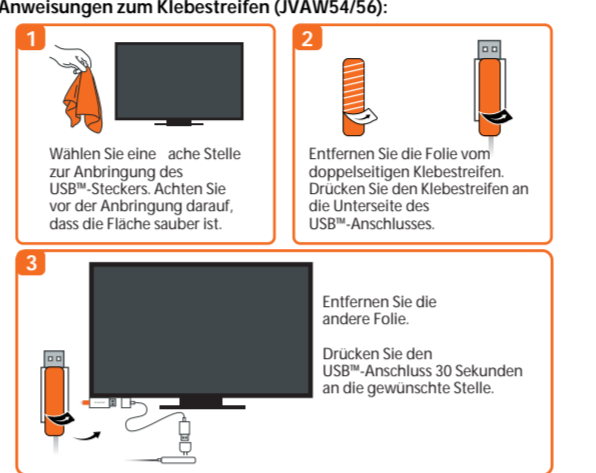 Anweisungen zum Klebestreifen (JVAW54/56):
1
Wählen Sie eine ache Stelle
zur Anbringung des
USB™-Steckers. Achten Sie
vor der Anbringung darauf,
dass die Fläche sauber ist.
2
Entfernen Sie die Folie vom
doppelseitigen Klebestreifen.
Drücken Sie den Klebestreifen an
die Unterseite des
USB™-Anschlusses.
3
Entfernen Sie die
andere Folie.
Drücken Sie den
USB™-Anschluss 30 Sekunden
an die gewünschte Stelle.